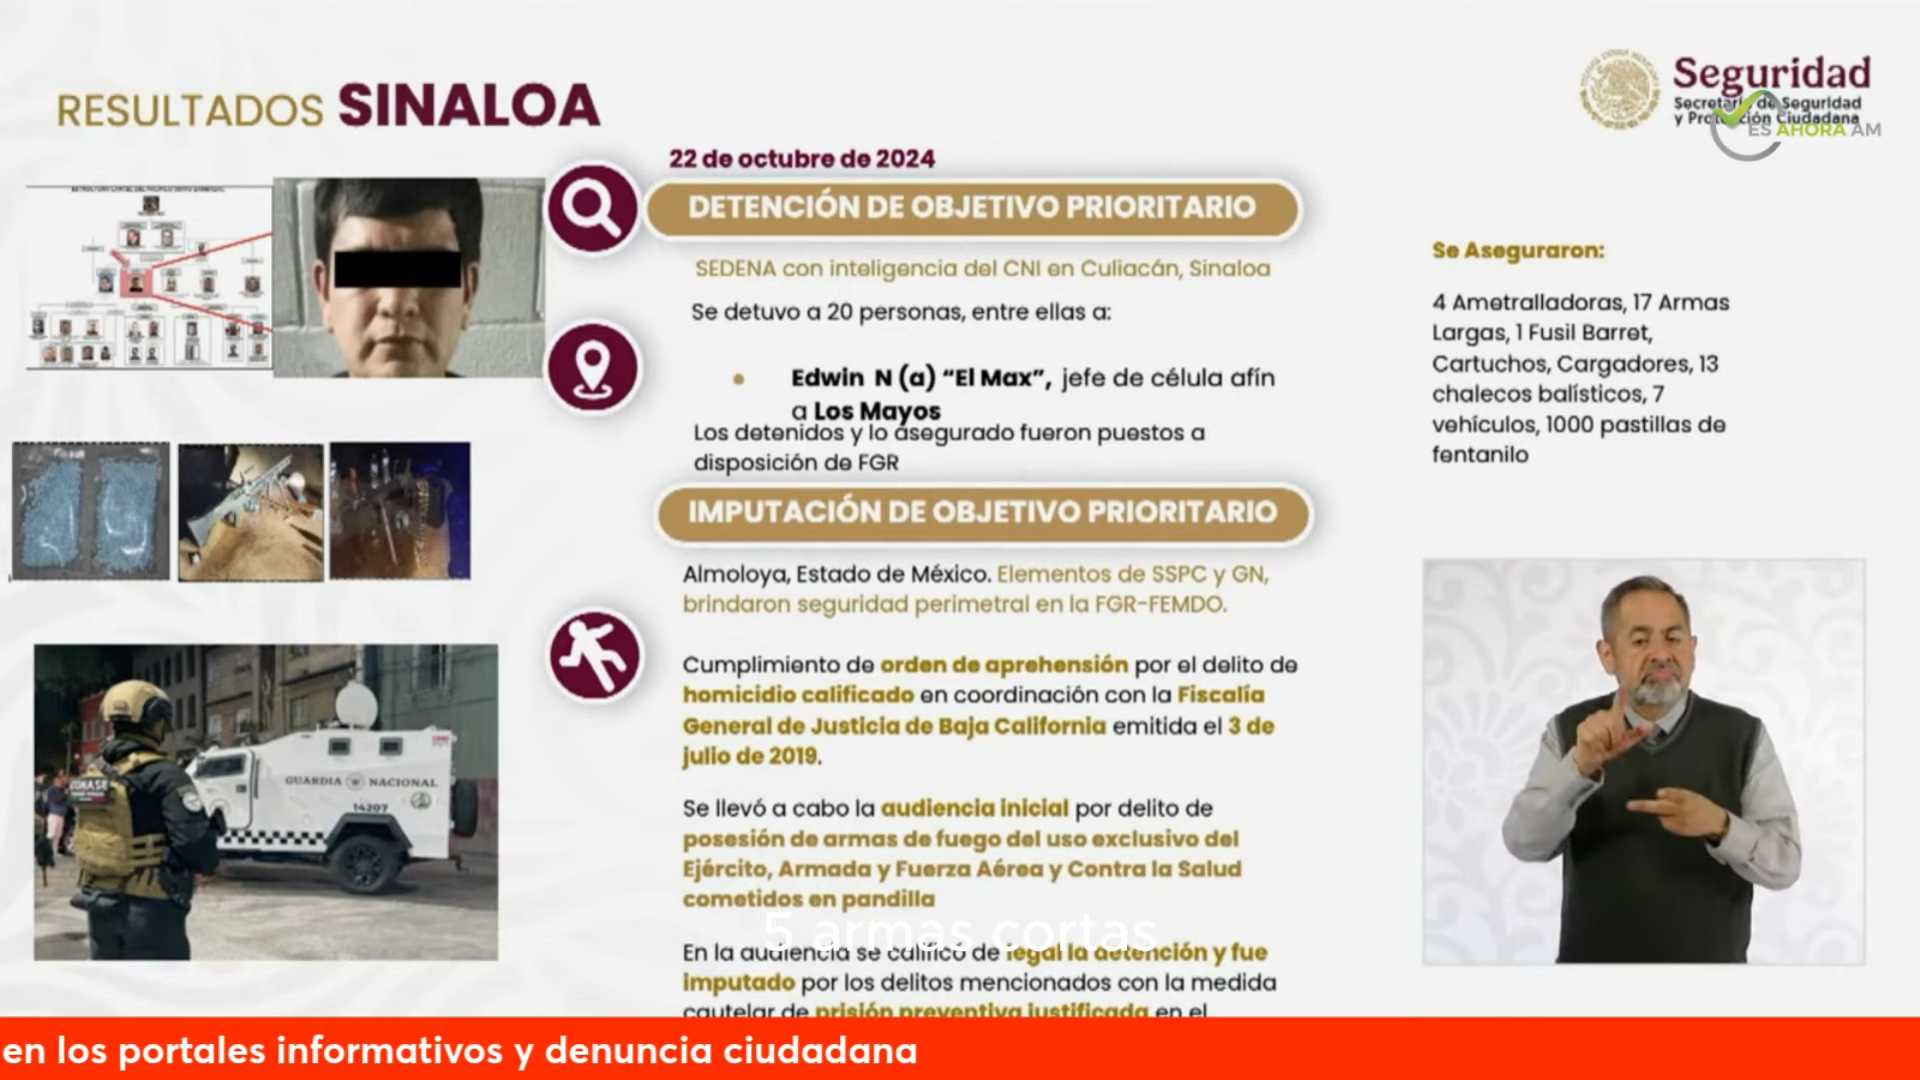 RESULTADOS SINALOA
Seguridad
Secretaría de Seguridad
y Protección Ciudadana
ES AHORA AM
22 de octubre de 2024
DETENCIÓN DE OBJETIVO PRIORITARIO
SEDENA con inteligencia del CNI en Culiacán, Sinaloa
Se detuvo a 20 personas, entre ellas a:
• Edwin N (a) “El Max”, jefe de célula afín
a Los Mayos
Los detenidos y lo asegurado fueron puestos a
disposición de FGR
Se Aseguraron:
4 Ametralladoras, 17 Armas
Largas, 1 Fusil Barret,
Cartuchos, Cargadores, 13
chalecos balísticos, 7
vehículos, 1000 pastillas de
fentanilo
IMPUTACIÓN DE OBJETIVO PRIORITARIO
Almoloya, Estado de México. Elementos de SSPC y GN,
brindaron seguridad perimetral en la FGR-FEMDO.
Cumplimiento de orden de aprehensión por el delito de
homicidio calificado en coordinación con la Fiscalía
General de Justicia de Baja California emitida el 3 de
julio de 2019.
Se llevó a cabo la audiencia inicial por delito de
posesión de armas de fuego del uso exclusivo del
Ejército, Armada y Fuerza Aérea y Contra la Salud
cometidos en pandilla
5 armas cortas
En la audiencia se calificó de legal la detención y fue
imputado por los delitos mencionados con la medida
cautelar de prisión preventiva justificada en el
CONASE
GUARDIA NACIONAL
14207
en los portales informativos y denuncia ciudadana